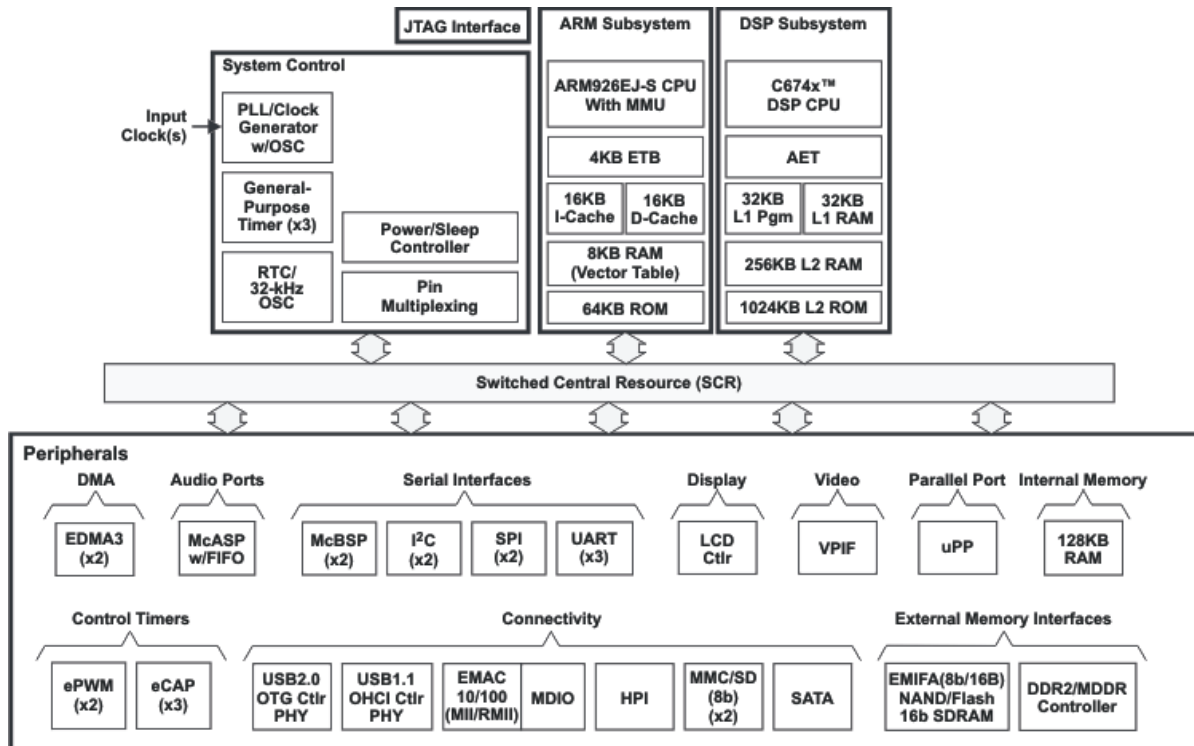 JTAG Interface
ARM Subsystem
DSP Subsystem
System Control
Input
Clock(s)
PLL/Clock
Generator
w/OSC
General-
Purpose
Timer (x3)
RTC/
32-kHz
OSC
Power/Sleep
Controller
Pin
Multiplexing
ARM926EJ-S CPU
With MMU
4KB ETB
16KB
I-Cache
16KB
D-Cache
8KB RAM
(Vector Table)
64KB ROM
C674x™
DSP CPU
AET
32KB
L1 Pgm
32KB
L1 RAM
256KB L2 RAM
1024KB L2 ROM
Switched Central Resource (SCR)
Peripherals
DMA
EDMA3
(x2)
Audio Ports
McASP
w/FIFO
Serial Interfaces
McBSP
(x2)
I²C
(x2)
SPI
(x2)
UART
(x3)
Display
LCD
Ctlr
Video
VPIF
Parallel Port
uPP
Internal Memory
128KB
RAM
Control Timers
ePWM
(x2)
eCAP
(x3)
Connectivity
USB2.0
OTG Ctlr
PHY
USB1.1
OHCI Ctlr
PHY
EMAC
10/100
(MII/RMII)
MDIO
HPI
MMC/SD
(8b)
(x2)
SATA
External Memory Interfaces
EMIFA(8b/16B)
NAND/Flash
16b SDRAM
DDR2/MDDR
Controller